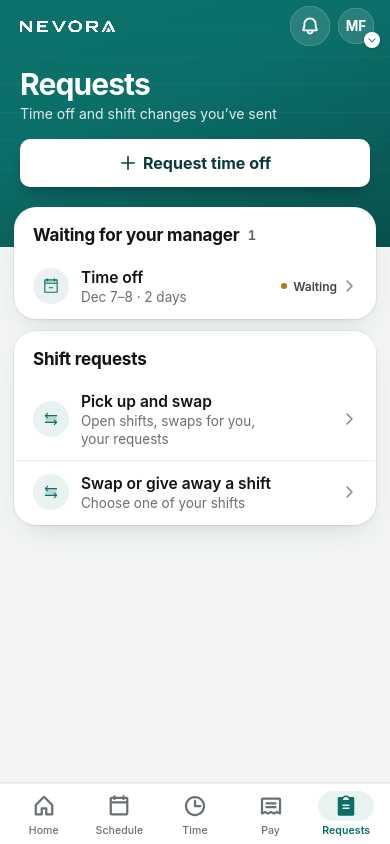 NEVORA
MF
Requests
Time off and shift changes you’ve sent
Request time off
Waiting for your manager 1
Time off
Dec 7–8 · 2 days
Waiting
Shift requests
Pick up and swap
Open shifts, swaps for you,
your requests
Swap or give away a shift
Choose one of your shifts
Home Schedule Time Pay Requests